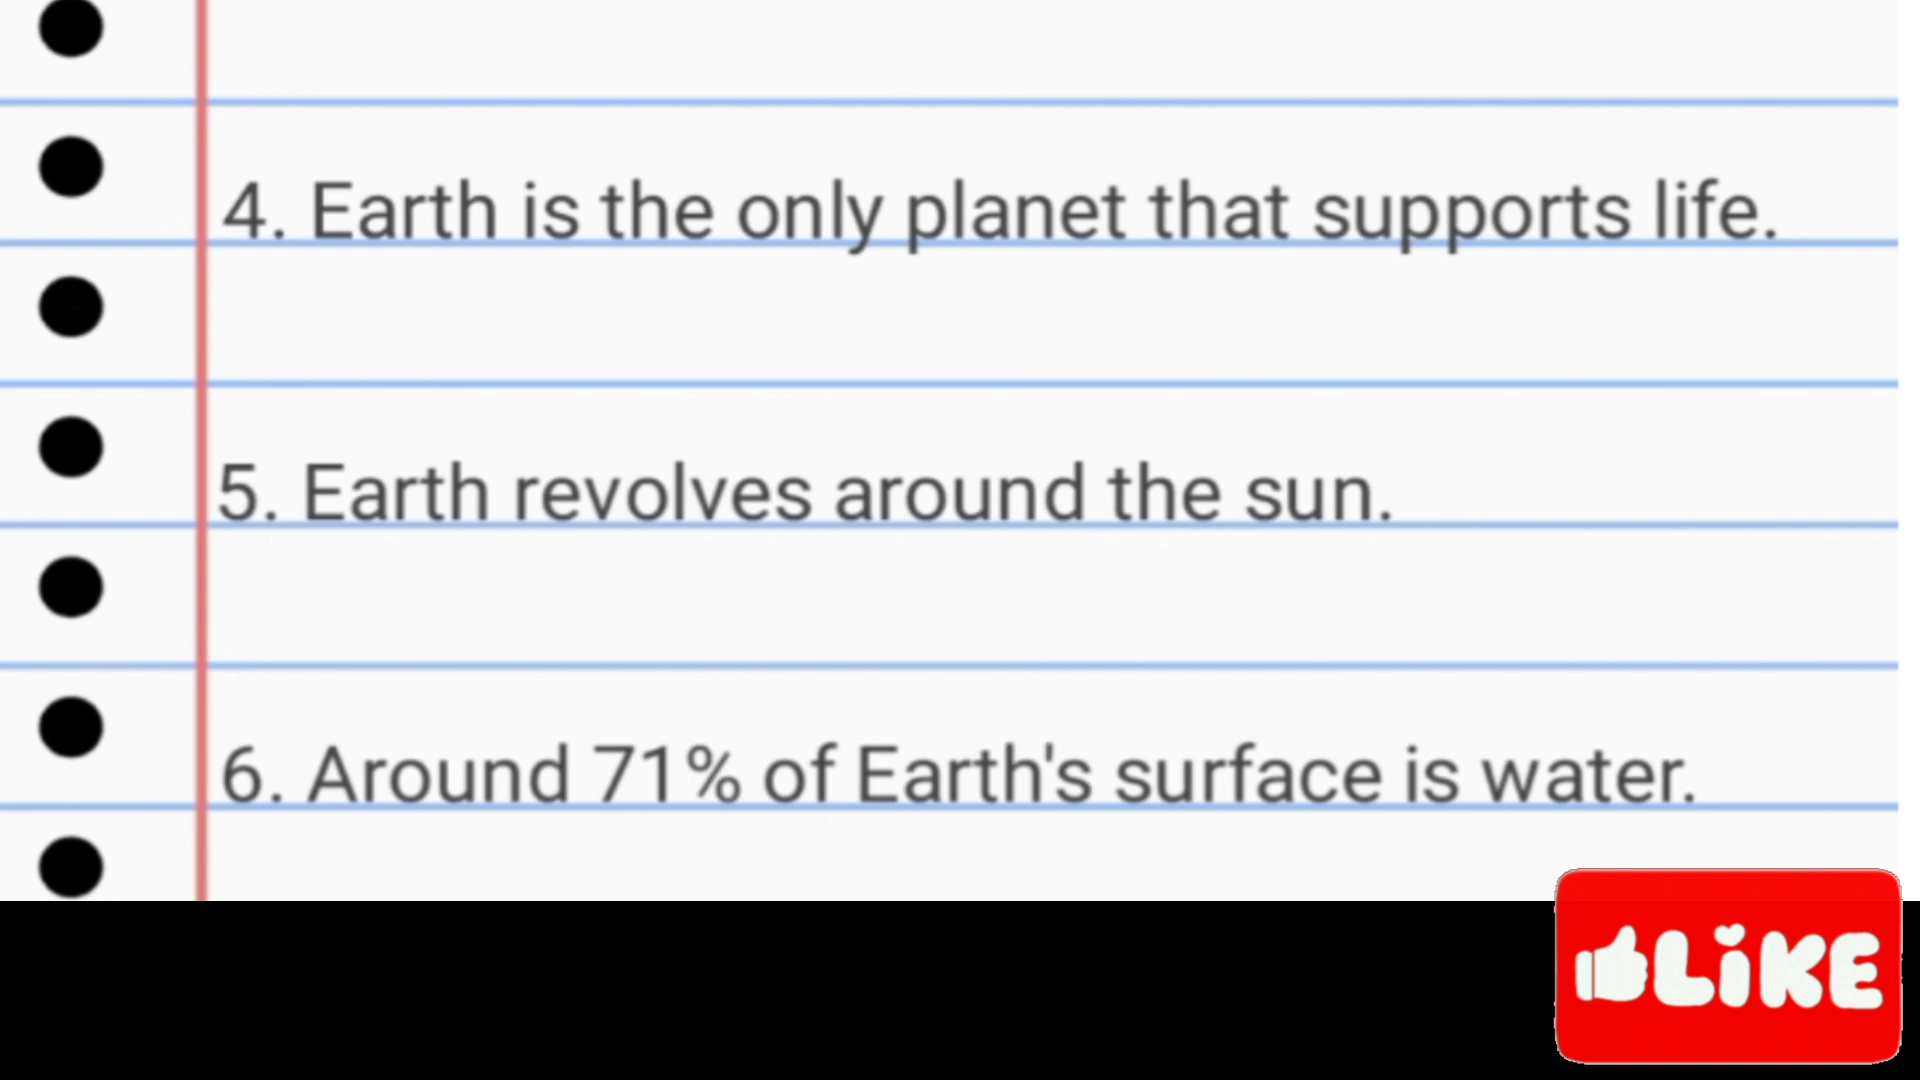 4. Earth is the only planet that supports life.
5. Earth revolves around the sun.
6. Around 71% of Earth's surface is water.
LiKE